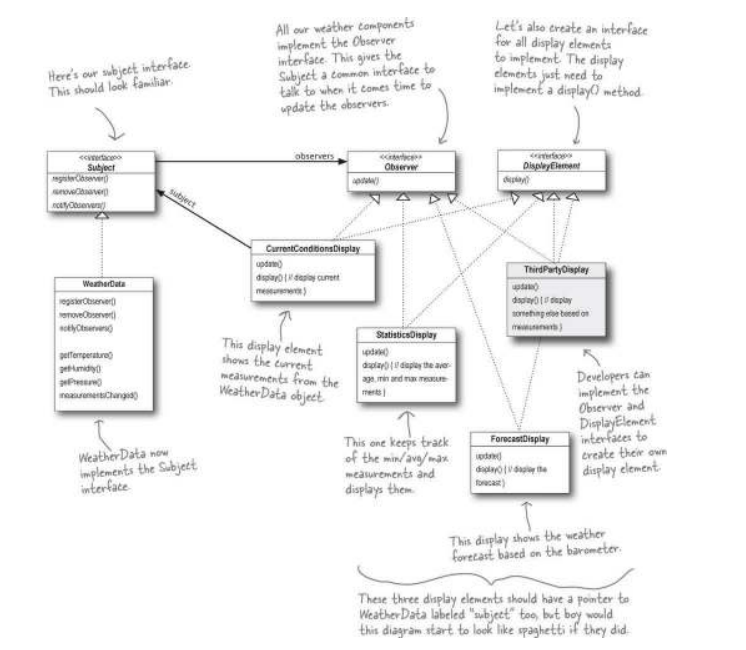 All our weather components
implement the Observer
interface. This gives the
Subject a common interface to
talk to when it comes time to
update the observers.
Let's also create an interface
for all display elements
to implement. The display
elements just need to
implement a display() method.
Here's our subject interface.
This should look familiar.
<<interface>>
Subject
registerObserver()
removeObserver()
notifyObservers()
observers
<<interface>>
Observer
update()
<<interface>>
DisplayElement
display()
subject
WeatherData
registerObserver()
removeObserver()
notifyObservers()
getTemperature()
getHumidity()
getPressure()
measurementsChanged()
CurrentConditionsDisplay
update()
display() { // display current
measurements }
ThirdPartyDisplay
update()
display() { // display
something else based on
measurements }
StatisticsDisplay
update()
display() { // display the aver-
age, min and max measure-
ments }
This display element
shows the current
measurements from the
WeatherData object.
Developers can
implement the
Observer and
DisplayElement
interfaces to
create their own
display element.
ForecastDisplay
update()
display() { // display the
forecast }
WeatherData now
implements the Subject
interface.
This one keeps track
of the min/avg/max
measurements and
displays them.
This display shows the weather
forecast based on the barometer.
These three display elements should have a pointer to
WeatherData labeled "subject" too, but boy would
this diagram start to look like spaghetti if they did.